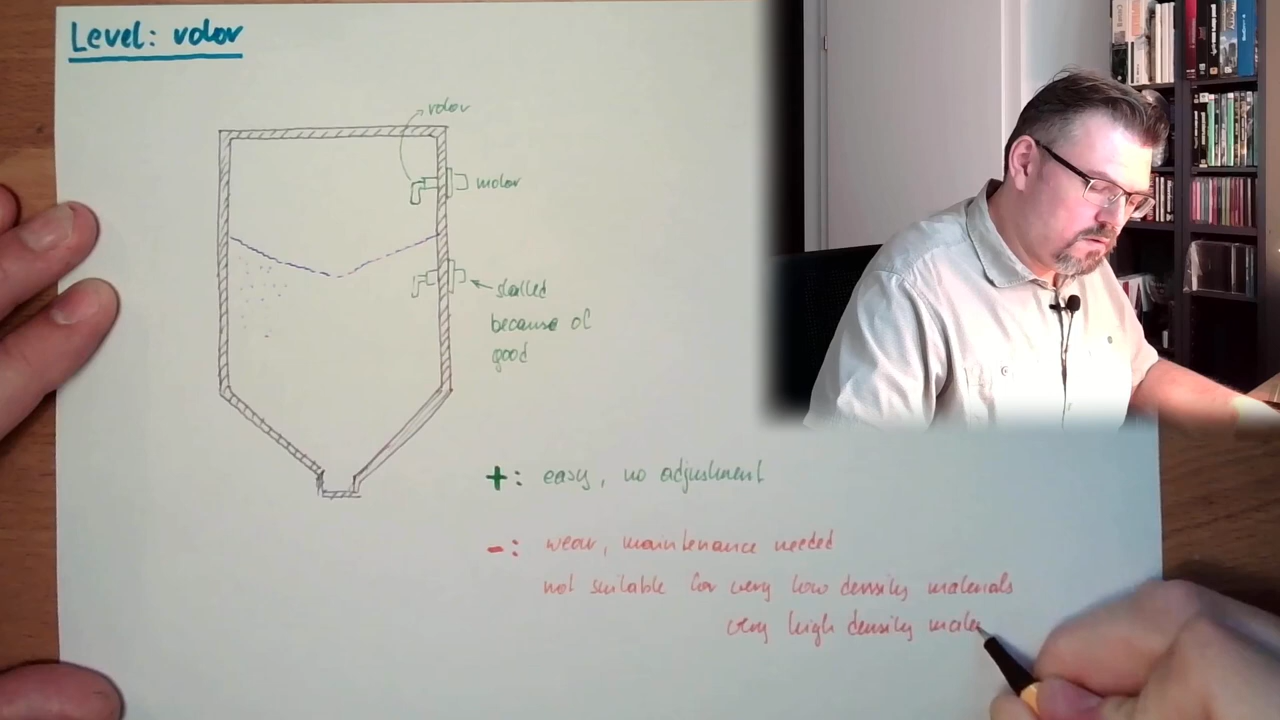 Level: rotor
rotor
motor
stalled
because of
good
+: easy, no adjustment
-: wear, maintenance needed
not suitable for very low density materials
very high density mate